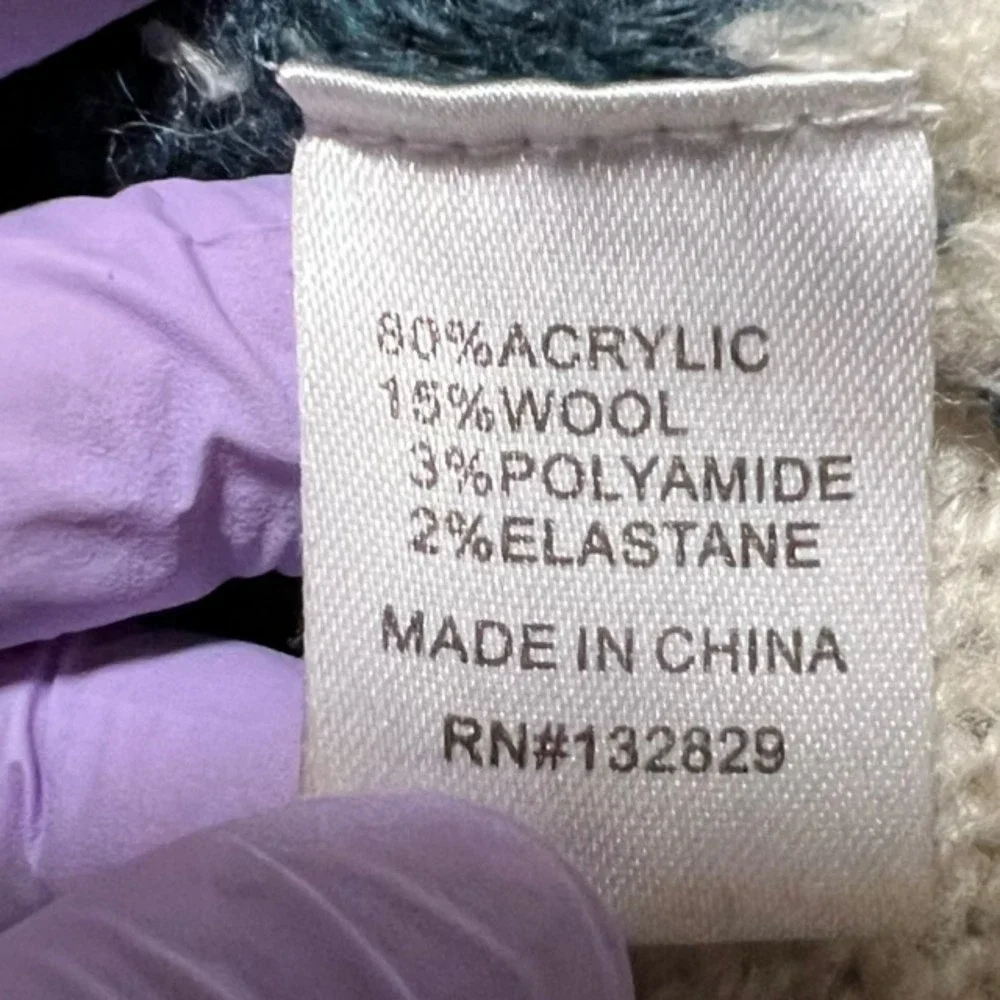 80%ACRYLIC
15%WOOL
3%POLYAMIDE
2%ELASTANE
MADE IN CHINA
RN#132829